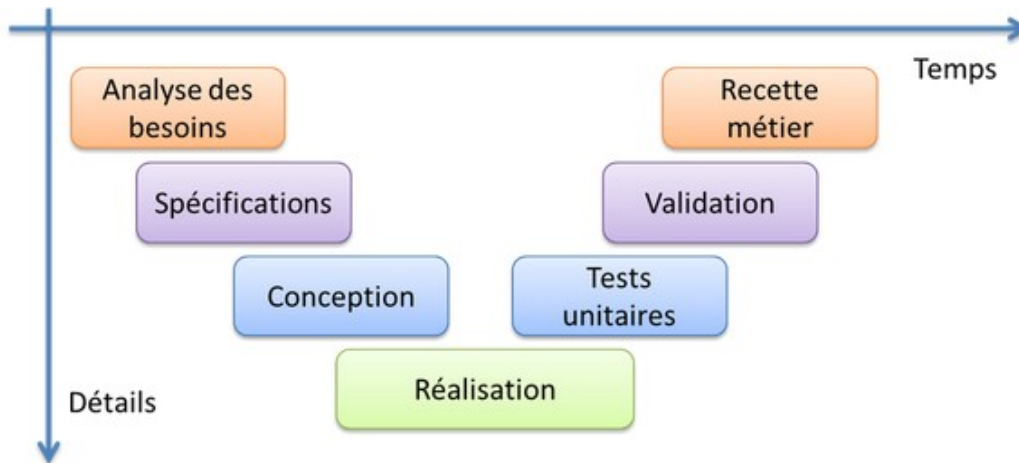 Temps
Analyse des
besoins
Recette
métier
Spécifications
Validation
Conception
Tests
unitaires
Réalisation
Détails